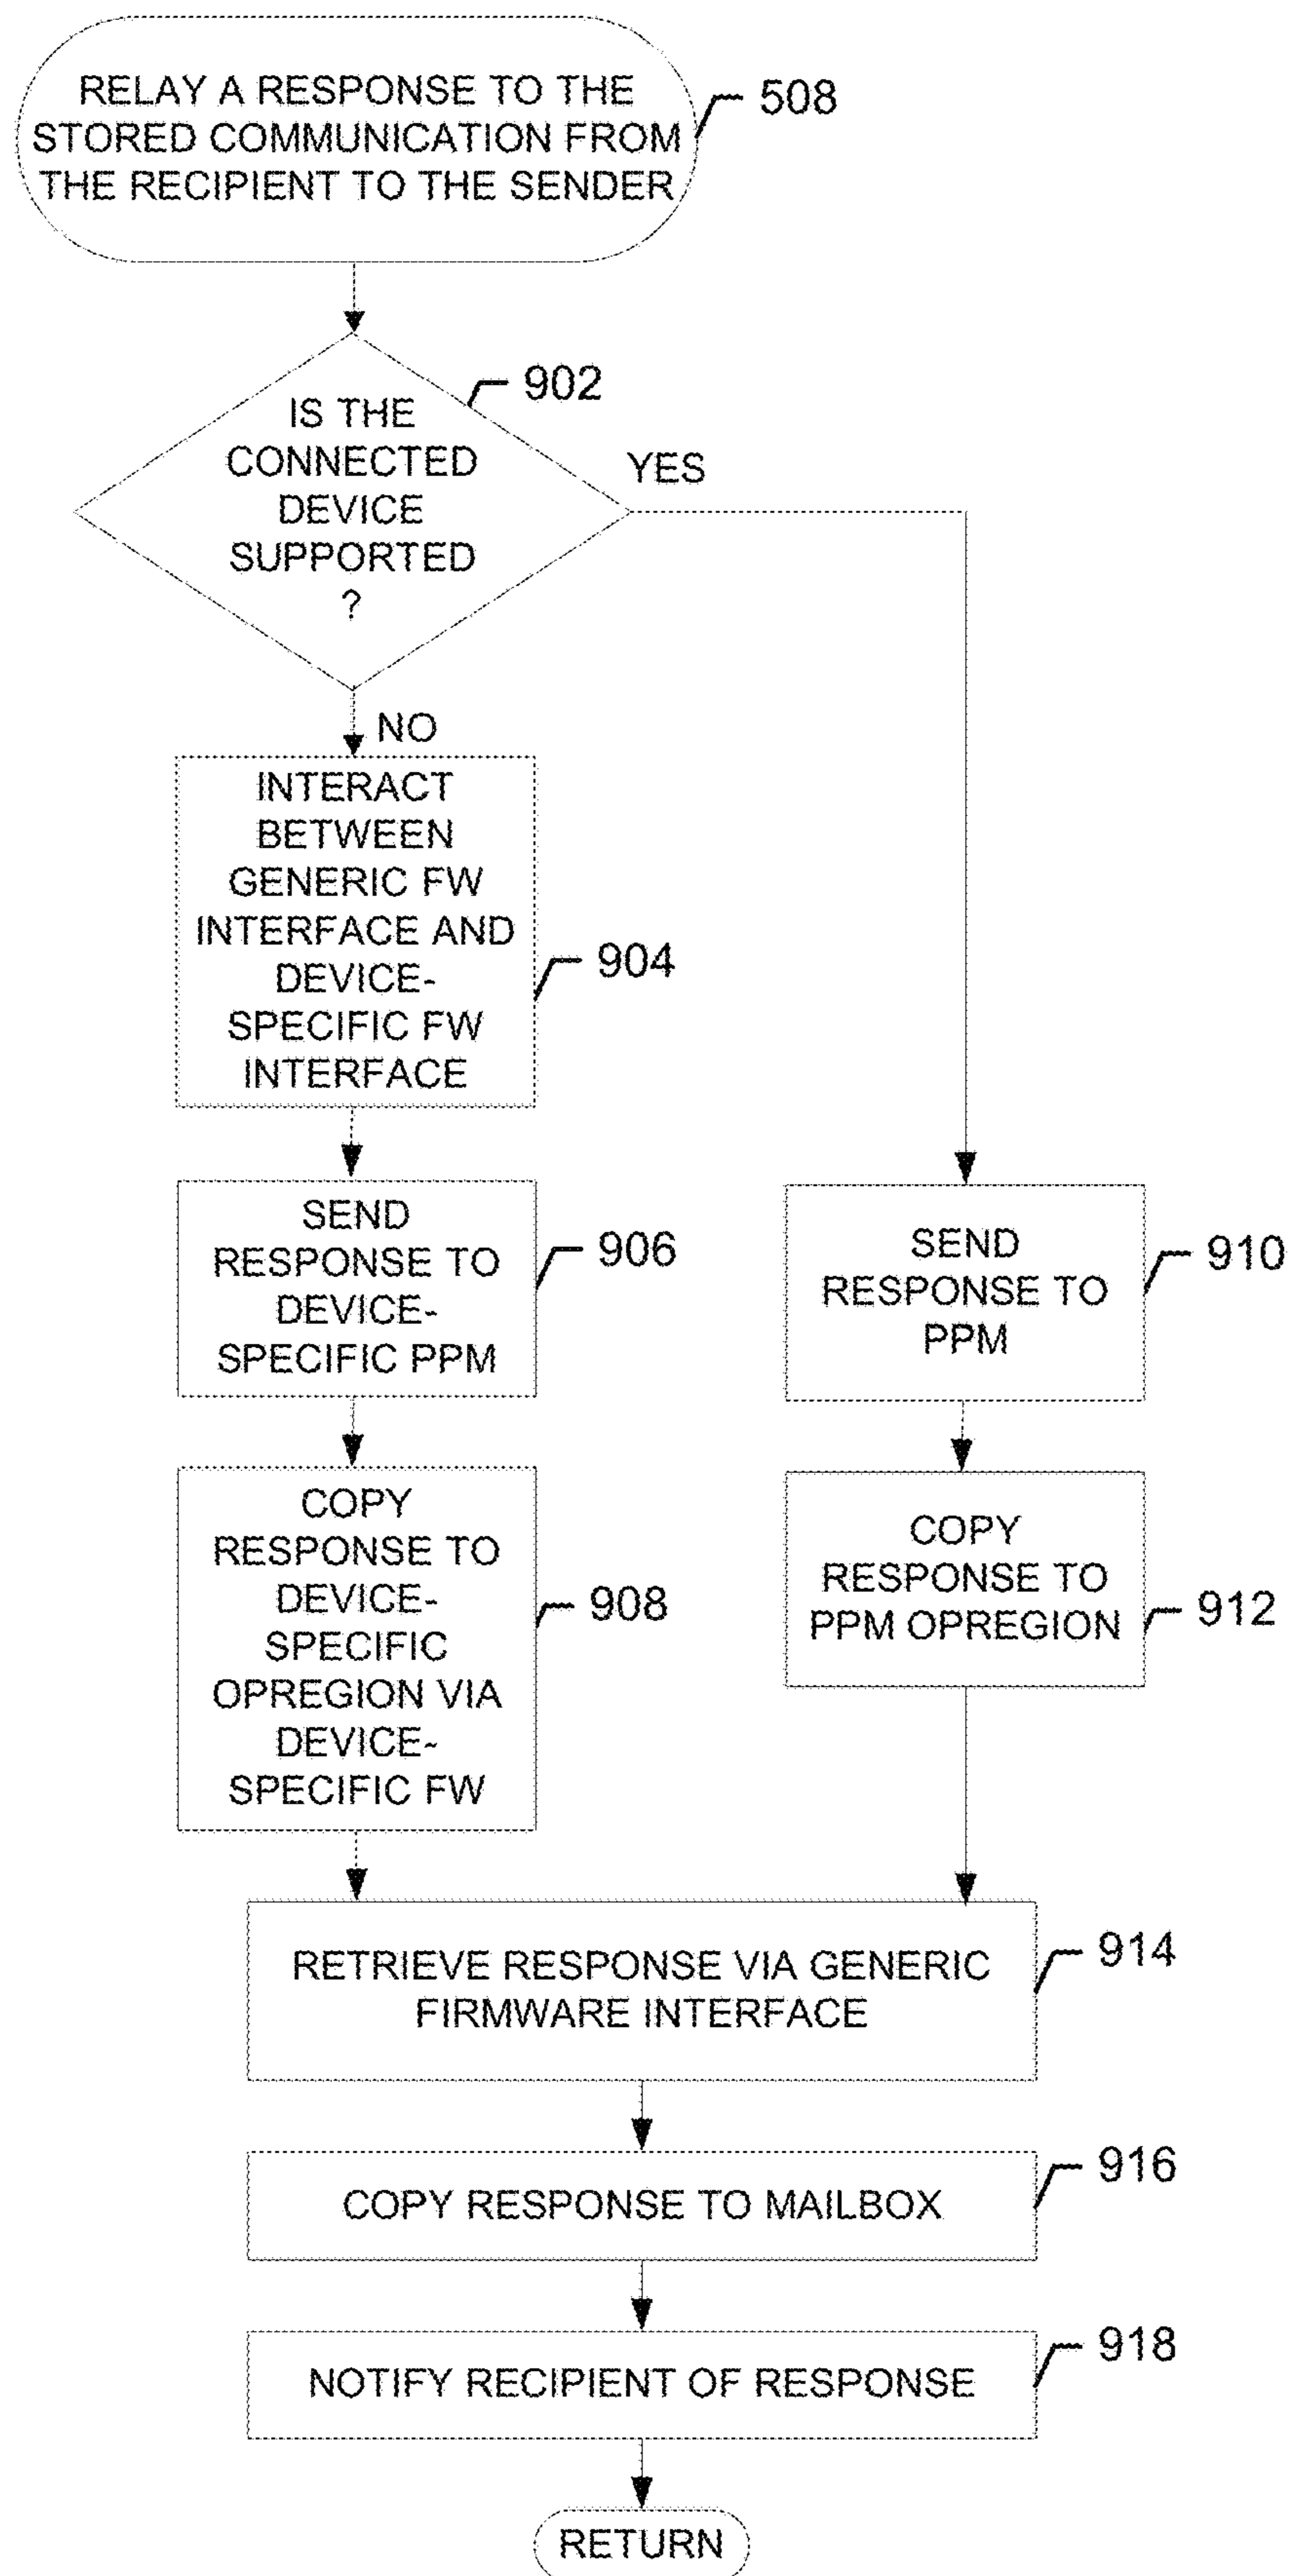 RELAY A RESPONSE TO THE
STORED COMMUNICATION FROM
THE RECIPIENT TO THE SENDER
508
902
IS THE
CONNECTED
DEVICE
SUPPORTED
?
YES
NO
INTERACT
BETWEEN
GENERIC FW
INTERFACE AND
DEVICE-
SPECIFIC FW
INTERFACE
904
SEND
RESPONSE TO
DEVICE-
SPECIFIC PPM
906
SEND
RESPONSE TO
PPM
910
COPY
RESPONSE TO
DEVICE-
SPECIFIC
OPREGION VIA
DEVICE-
SPECIFIC FW
908
COPY
RESPONSE TO
PPM OPREGION
912
RETRIEVE RESPONSE VIA GENERIC
FIRMWARE INTERFACE
914
COPY RESPONSE TO MAILBOX
916
NOTIFY RECIPIENT OF RESPONSE
918
RETURN